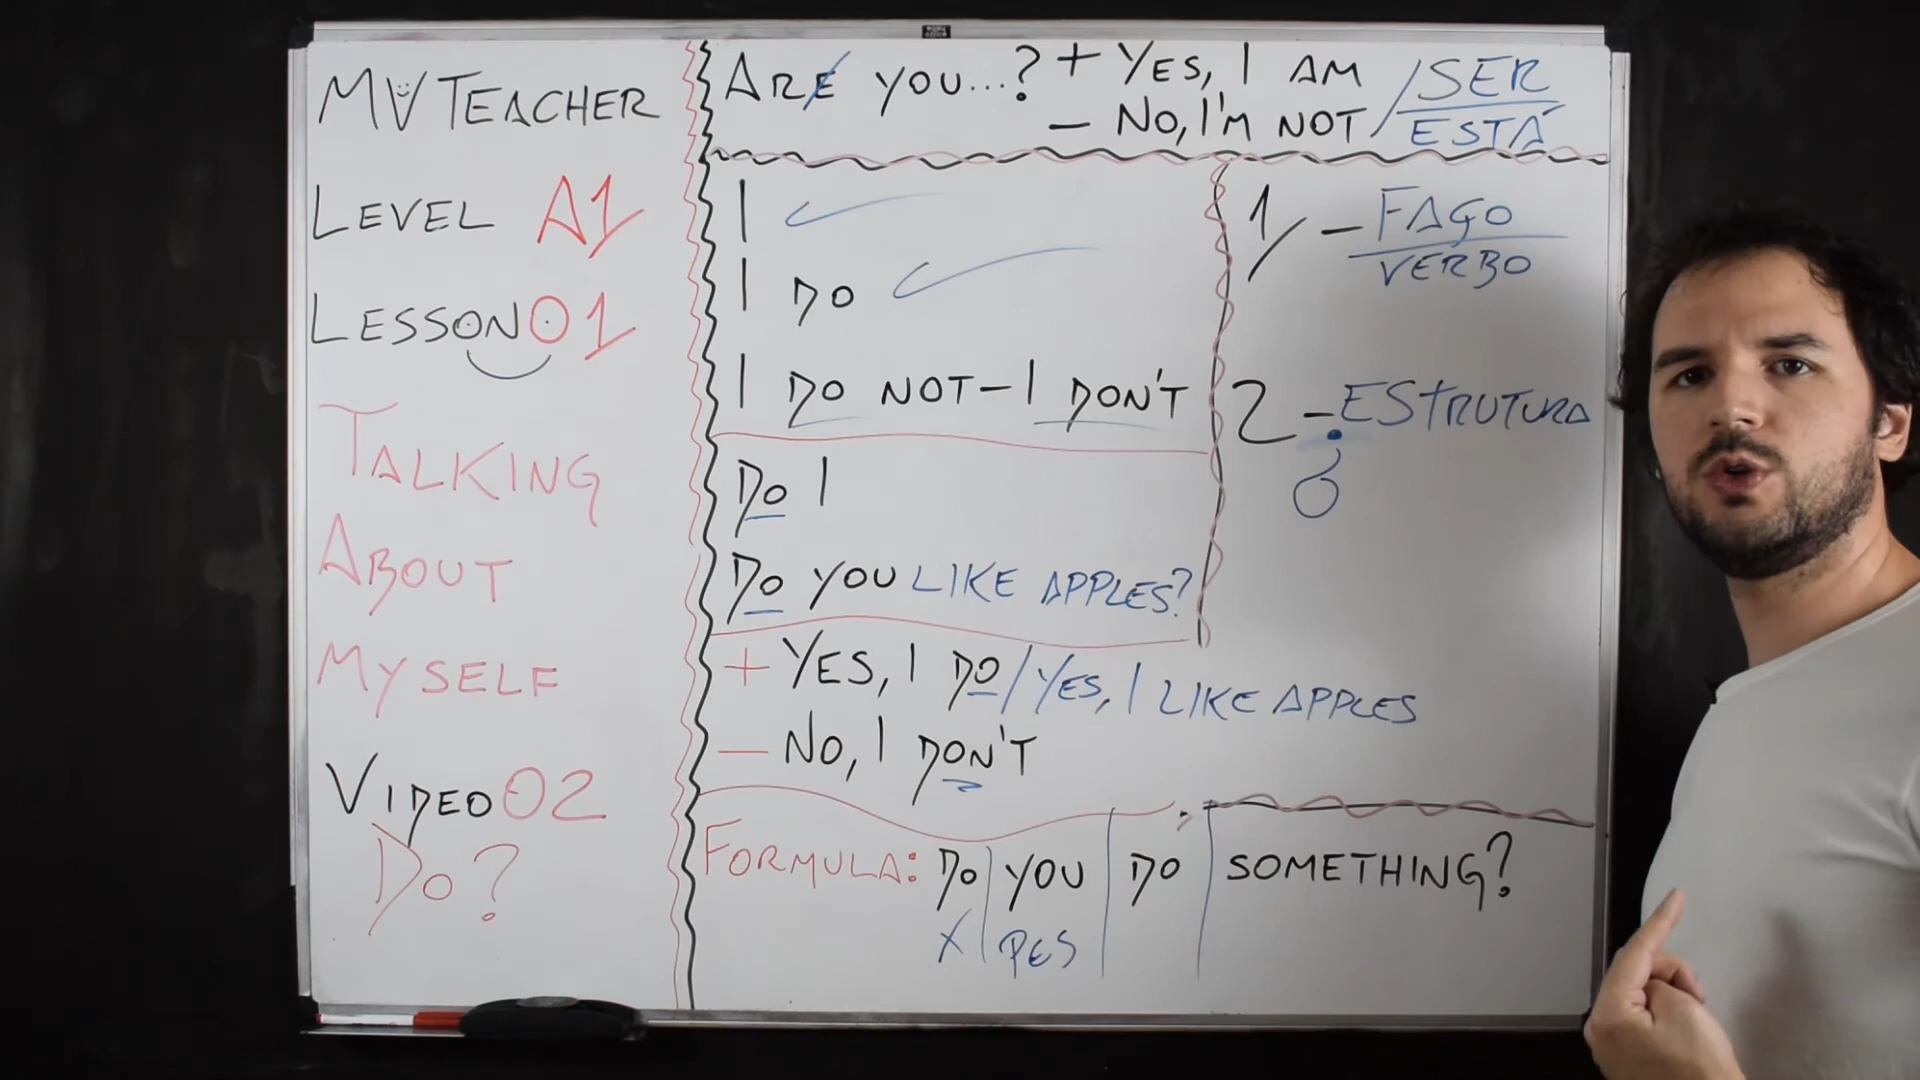 MV TEACHER
LEVEL A1
LESSON 01
TALKING
ABOUT
MYSELF
VIDEO 02
DO?
ARE YOU...? + YES, I AM / SER
- NO, I'M NOT / ESTÁ
I
I DO
I DO NOT - I DON'T
DO I
DO YOU LIKE APPLES?
1 - FAÇO
VERBO
2 - ESTRUTURA
+ YES, I DO / YES, I LIKE APPLES
- NO, I DON'T
FORMULA: DO | YOU | DO | SOMETHING?
X | PES